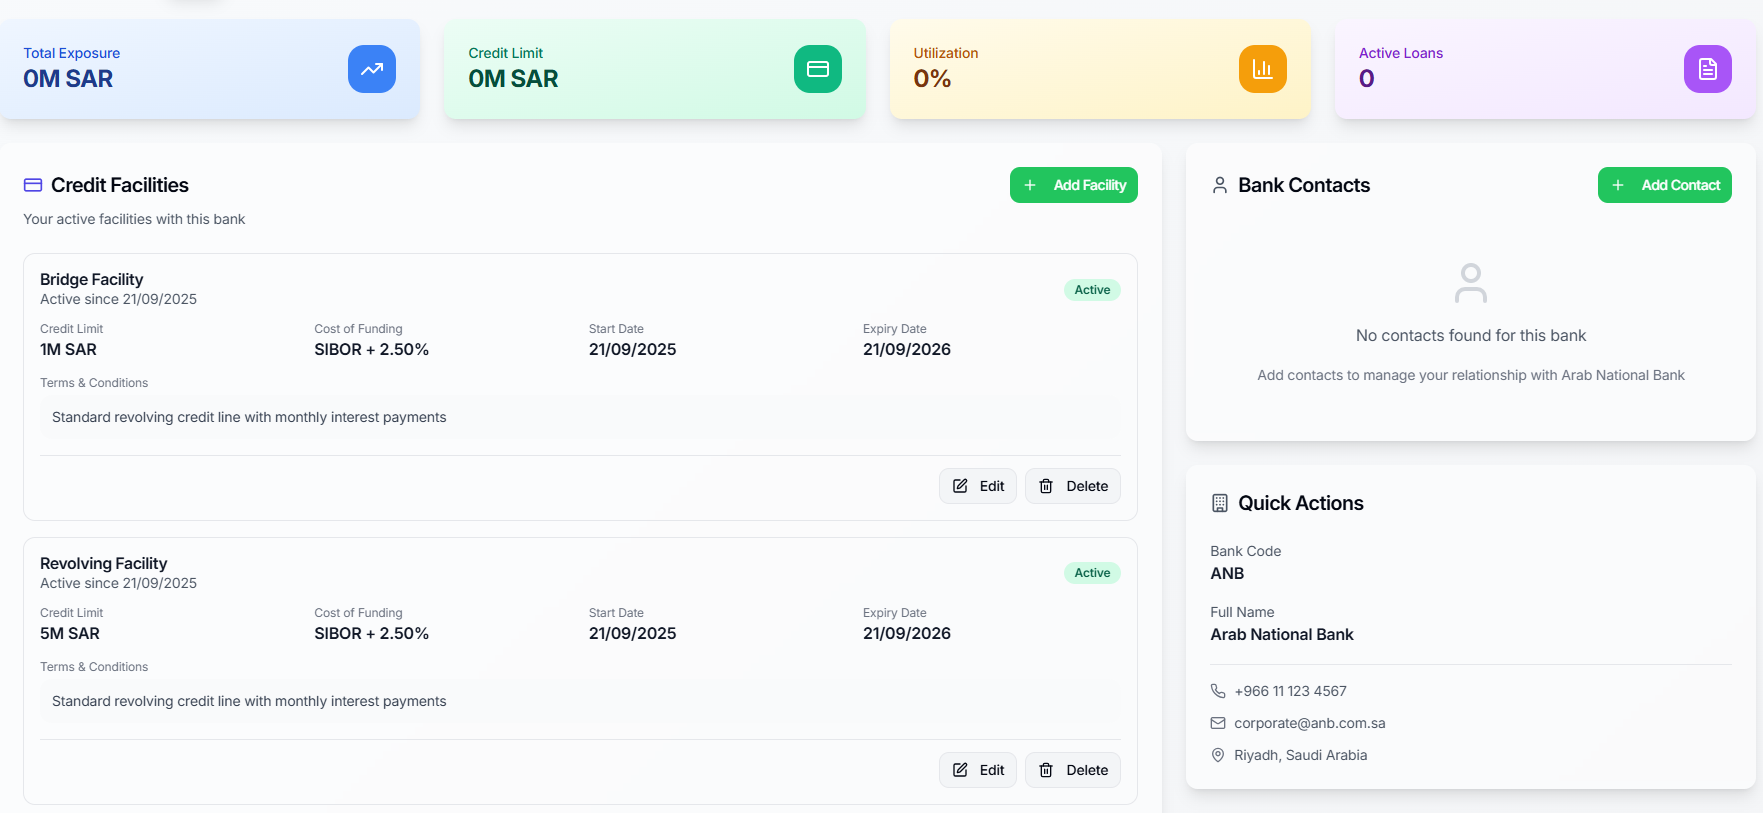 Total Exposure
0M SAR
Credit Limit
0M SAR
Utilization
0%
Active Loans
0
Credit Facilities
Add Facility
Your active facilities with this bank
Bridge Facility
Active since 21/09/2025
Active
Credit Limit
1M SAR
Cost of Funding
SIBOR + 2.50%
Start Date
21/09/2025
Expiry Date
21/09/2026
Terms & Conditions
Standard revolving credit line with monthly interest payments
Edit
Delete
Revolving Facility
Active since 21/09/2025
Active
Credit Limit
5M SAR
Cost of Funding
SIBOR + 2.50%
Start Date
21/09/2025
Expiry Date
21/09/2026
Terms & Conditions
Standard revolving credit line with monthly interest payments
Edit
Delete
Bank Contacts
Add Contact
No contacts found for this bank
Add contacts to manage your relationship with Arab National Bank
Quick Actions
Bank Code
ANB
Full Name
Arab National Bank
+966 11 123 4567
corporate@anb.com.sa
Riyadh, Saudi Arabia